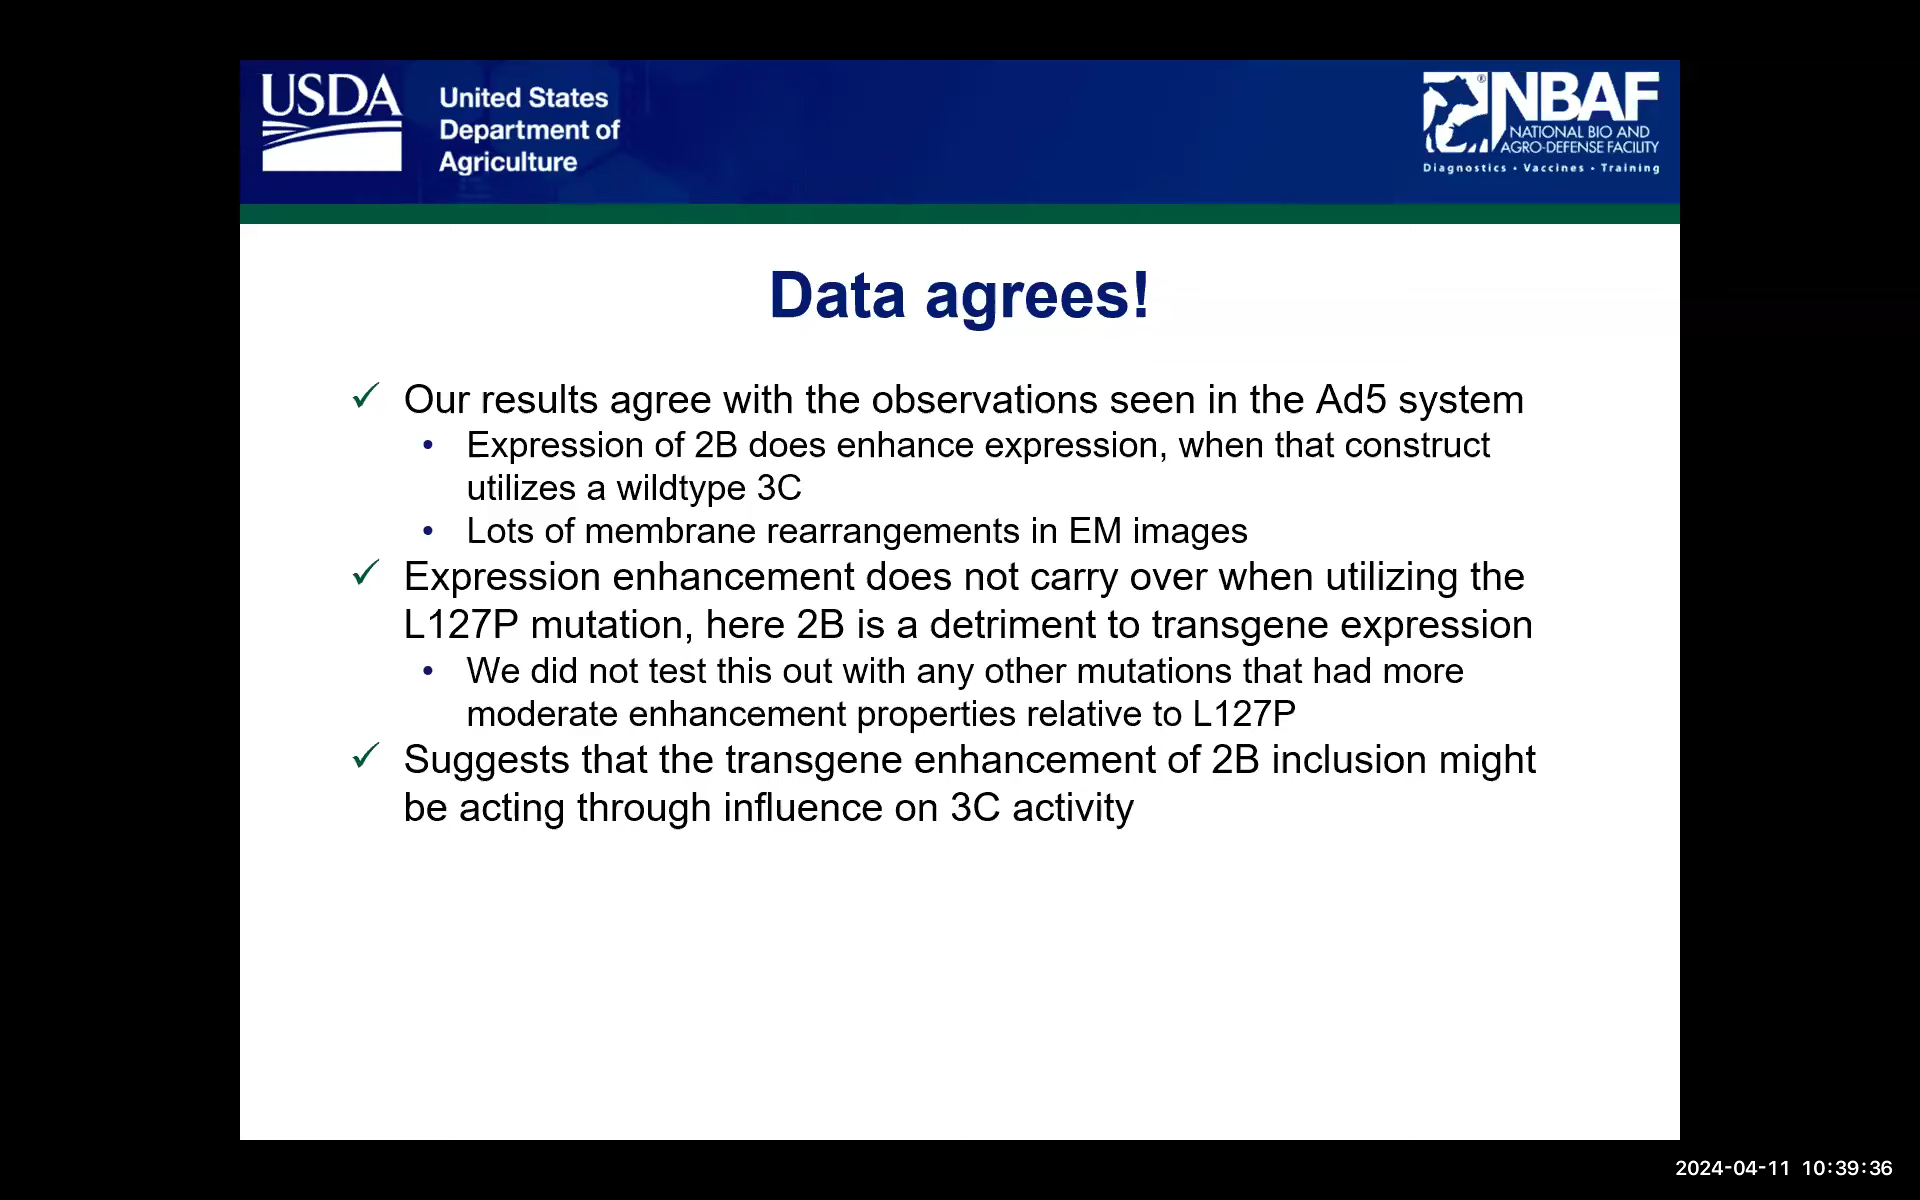 USDA
United States
Department of
Agriculture
NBAF
NATIONAL BIO AND
AGRO-DEFENSE FACILITY
Diagnostics • Vaccines • Training
Data agrees!
✓ Our results agree with the observations seen in the Ad5 system
• Expression of 2B does enhance expression, when that construct
utilizes a wildtype 3C
• Lots of membrane rearrangements in EM images
✓ Expression enhancement does not carry over when utilizing the
L127P mutation, here 2B is a detriment to transgene expression
• We did not test this out with any other mutations that had more
moderate enhancement properties relative to L127P
✓ Suggests that the transgene enhancement of 2B inclusion might
be acting through influence on 3C activity
2024-04-11 10:39:36